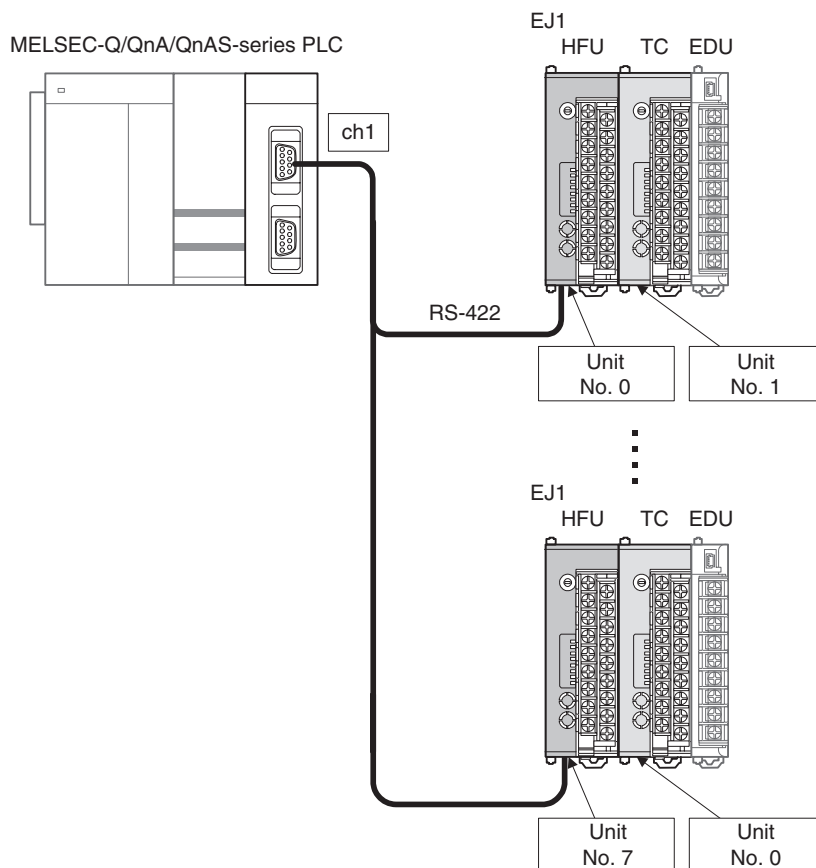 EJ1
HFU TC EDU
MELSEC-Q/QnA/QnAS-series PLC
ch1
RS-422
Unit
No. 0
Unit
No. 1
EJ1
HFU TC EDU
Unit
No. 7
Unit
No. 0